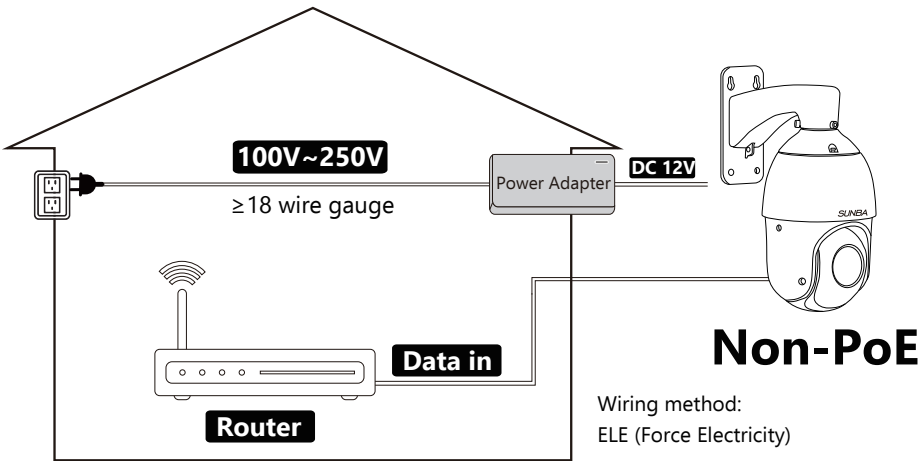 100V~250V
≥18 wire gauge
Power Adapter
DC 12V
SUNBA
Non-PoE
Data in
Router
Wiring method:
ELE (Force Electricity)